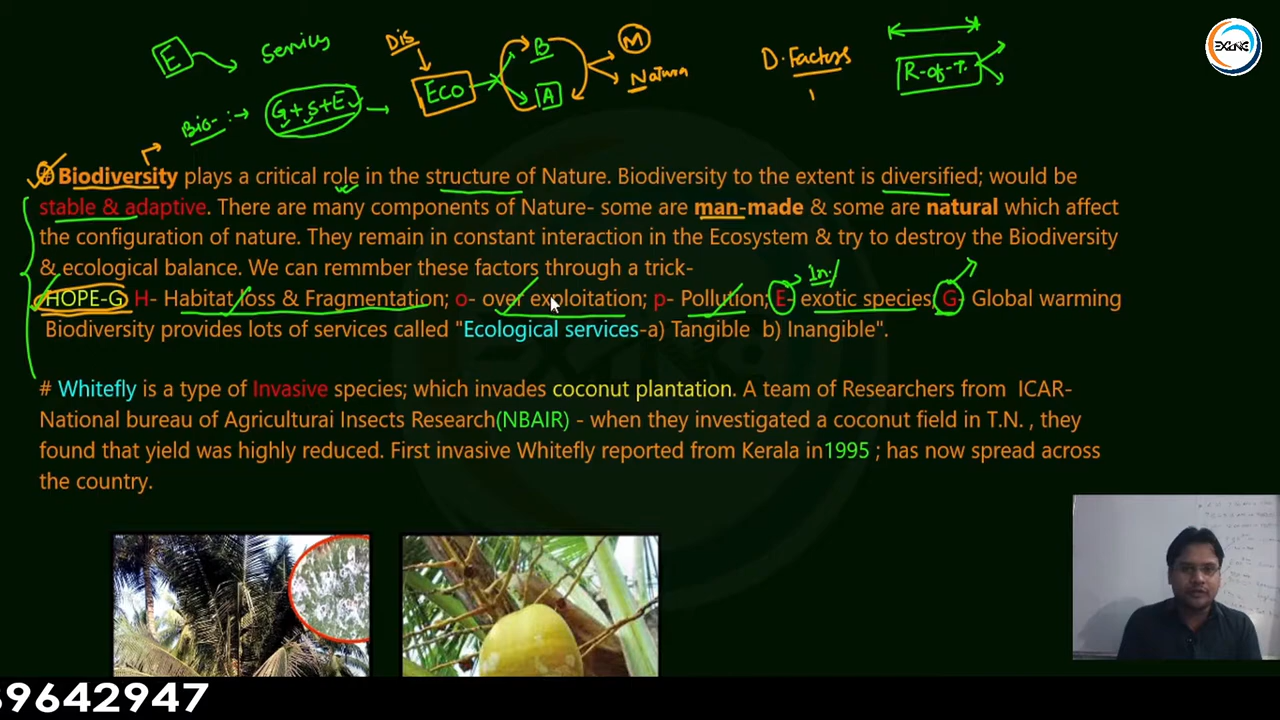 E Services Dis Eco B A M Natura D. Factors R-of-T.
Bio- :→ G+S+E →
# Biodiversity plays a critical role in the structure of Nature. Biodiversity to the extent is diversified; would be
stable & adaptive. There are many components of Nature- some are man-made & some are natural which affect
the configuration of nature. They remain in constant interaction in the Ecosystem & try to destroy the Biodiversity
& ecological balance. We can remmber these factors through a trick-
In.
HOPE-G H- Habitat loss & Fragmentation; o- over exploitation; p- Pollution; E- exotic species, G- Global warming
Biodiversity provides lots of services called "Ecological services-a) Tangible b) Inangible".
# Whitefly is a type of Invasive species; which invades coconut plantation. A team of Researchers from ICAR-
National bureau of Agriculturai Insects Research(NBAIR) - when they investigated a coconut field in T.N. , they
found that yield was highly reduced. First invasive Whitefly reported from Kerala in1995 ; has now spread across
the country.
39642947